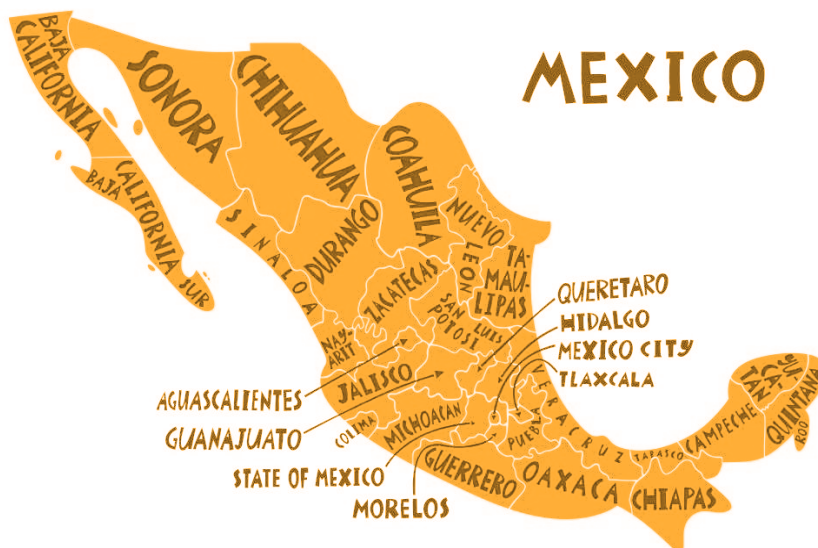 MEXICO
BAJA
CALIFORNIA
SONORA
CHIHUAHUA
COAHUILA
BAJA
CALIFORNIA
SUR
SINALOA
DURANGO
NUEVO
LEÓN
TA-
MAU-
LIPAS
ZACATECAS
SAN LUIS
POTOSI
NAY-
ARIT
QUERETARO
HIDALGO
MEXICO CITY
TLAXCALA
AGUASCALIENTES
JALISCO
GUANAJUATO
COLIMA
MICHOACAN
STATE OF MEXICO
MORELOS
GUERRERO
PUEBLA
VERACRUZ
OAXACA
TABASCO
CHIAPAS
CAMPECHE
YU-
CA-
TÁN
QUINTANA
ROO